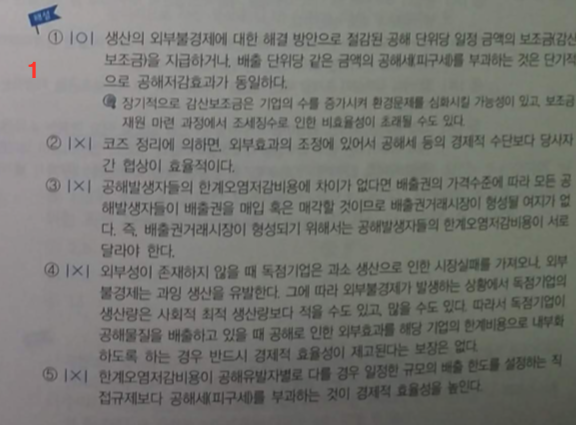 해설
① |○| 생산의 외부불경제에 대한 해결 방안으로 절감된 공해 단위당 일정 금액의 보조금(감산
보조금)을 지급하거나, 배출 단위당 같은 금액의 공해세(피구세)를 부과하는 것은 단기적
1
으로 공해저감효과가 동일하다.
장기적으로 감산보조금은 기업의 수를 증가시켜 환경문제를 심화시킬 가능성이 있고, 보조금
재원 마련 과정에서 조세징수로 인한 비효율성이 초래될 수도 있다.
② |×| 코즈 정리에 의하면, 외부효과의 조정에 있어서 공해세 등의 경제적 수단보다 당사자
간 협상이 효율적이다.
③ |×| 공해발생자들의 한계오염저감비용에 차이가 없다면 배출권의 가격수준에 따라 모든 공
해발생자들이 배출권을 매입 혹은 매각할 것이므로 배출권거래시장이 형성될 여지가 없
다. 즉, 배출권거래시장이 형성되기 위해서는 공해발생자들의 한계오염저감비용이 서로
달라야 한다.
④ |×| 외부성이 존재하지 않을 때 독점기업은 과소 생산으로 인한 시장실패를 가져오나, 외부
불경제는 과잉 생산을 유발한다. 그에 따라 외부불경제가 발생하는 상황에서 독점기업의
생산량은 사회적 최적 생산량보다 적을 수도 있고, 많을 수도 있다. 따라서 독점기업이
공해물질을 배출하고 있을 때 공해로 인한 외부효과를 해당 기업의 한계비용으로 내부화
하도록 하는 경우 반드시 경제적 효율성이 제고된다는 보장은 없다.
⑤ |×| 한계오염저감비용이 공해유발자별로 다를 경우 일정한 규모의 배출 한도를 설정하는 직
접규제보다 공해세(피구세)를 부과하는 것이 경제적 효율성을 높인다.